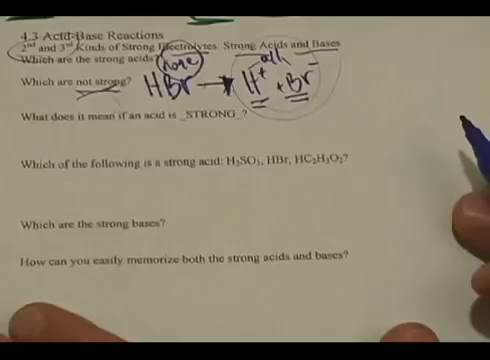 4.3 Acid-Base Reactions
2nd and 3rd Kinds of Strong Electrolytes: Strong Acids and Bases
Which are the strong acids? none all
Which are not strong? HBr → H+ + Br−
What does it mean if an acid is _STRONG_?
Which of the following is a strong acid: H₂SO₃, HBr, HC₂H₃O₂?
Which are the strong bases?
How can you easily memorize both the strong acids and bases?